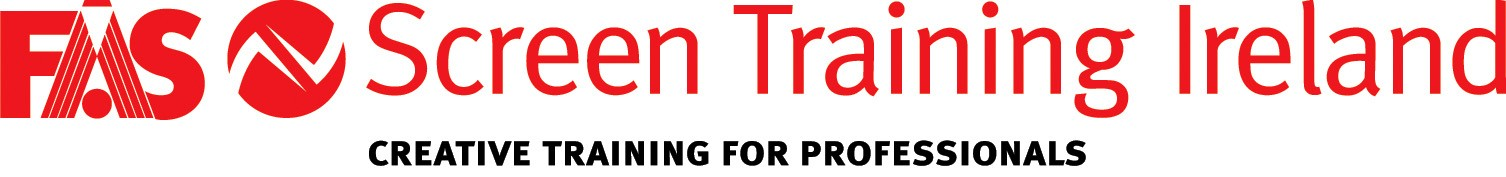 FÁS Screen Training Ireland
CREATIVE TRAINING FOR PROFESSIONALS